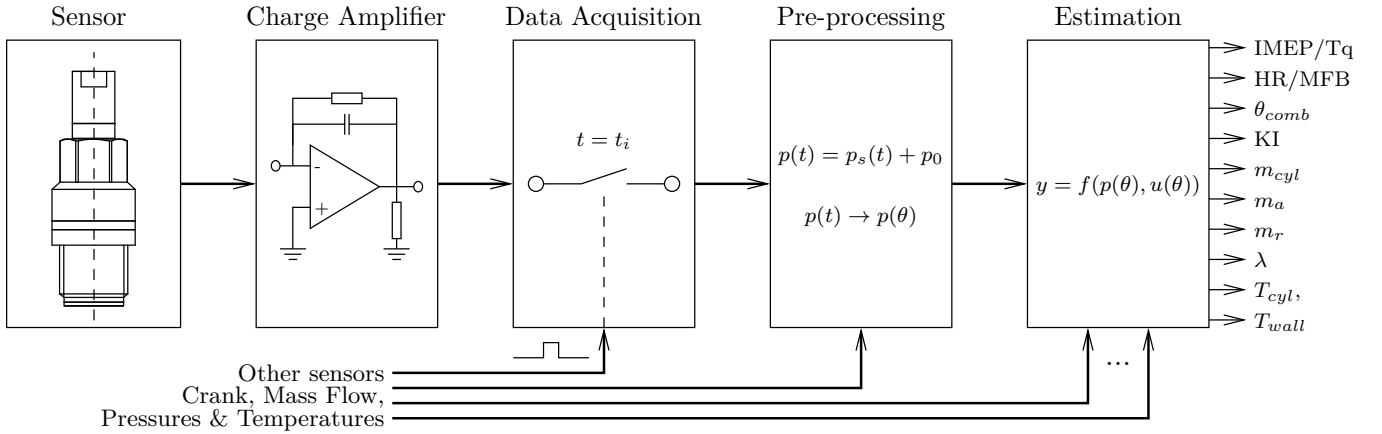 Sensor
Charge Amplifier
Data Acquisition
Pre-processing
Estimation
-
+
t = t_i
p(t) = p_s(t) + p_0
p(t) → p(θ)
y = f(p(θ), u(θ))
IMEP/Tq
HR/MFB
θ_comb
KI
m_cyl
m_a
m_r
λ
T_cyl,
T_wall
...
Other sensors
Crank, Mass Flow,
Pressures & Temperatures